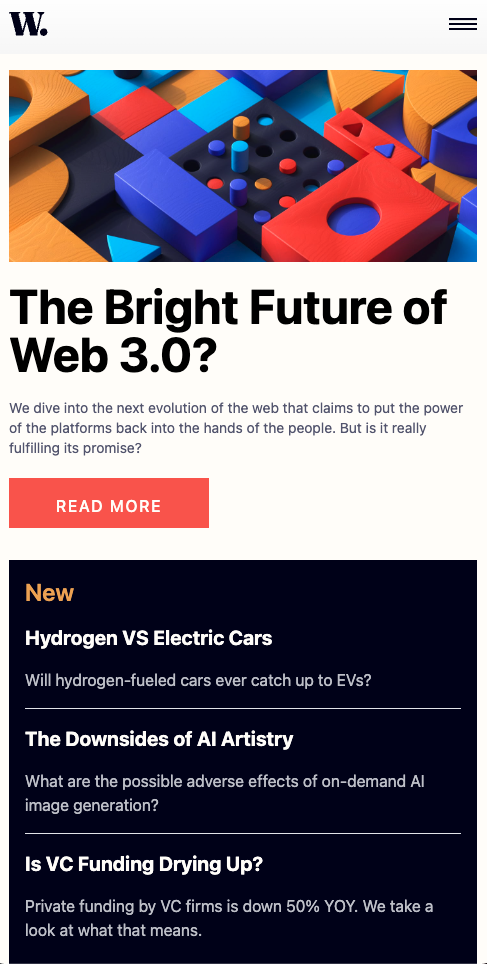 W.
The Bright Future of
Web 3.0?
We dive into the next evolution of the web that claims to put the power
of the platforms back into the hands of the people. But is it really
fulfilling its promise?
READ MORE
New
Hydrogen VS Electric Cars
Will hydrogen-fueled cars ever catch up to EVs?
The Downsides of AI Artistry
What are the possible adverse effects of on-demand AI
image generation?
Is VC Funding Drying Up?
Private funding by VC firms is down 50% YOY. We take a
look at what that means.